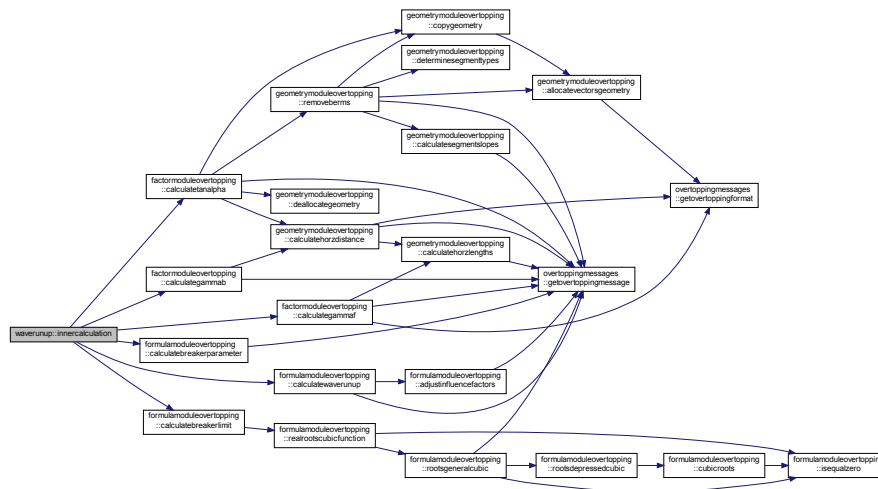 geometrymoduleovertopping
::copygeometry
geometrymoduleovertopping
::determinesegmenttypes
geometrymoduleovertopping
::allocatevectorsgeometry
geometrymoduleovertopping
::removeberms
geometrymoduleovertopping
::calculatesegmentslopes
factormoduleovertopping
::calculatetanalpha
geometrymoduleovertopping
::deallocategeometry
overtoppingmessages
::getovertoppingformat
geometrymoduleovertopping
::calculatehorzdistance
geometrymoduleovertopping
::calculatehorzlengths
factormoduleovertopping
::calculategammab
overtoppingmessages
::getovertoppingmessage
factormoduleovertopping
::calculategammaf
waverunup::innercalculation
formulamoduleovertopping
::calculatebreakerparameter
formulamoduleovertopping
::calculatewaverunup
formulamoduleovertopping
::adjustinfluencefactors
formulamoduleovertopping
::calculatebreakerlimit
formulamoduleovertopping
::realrootscubicfunction
formulamoduleovertopping
::rootsgeneralcubic
formulamoduleovertopping
::rootsdepressedcubic
formulamoduleovertopping
::cubicroots
formulamoduleovertopp
::isequalzero